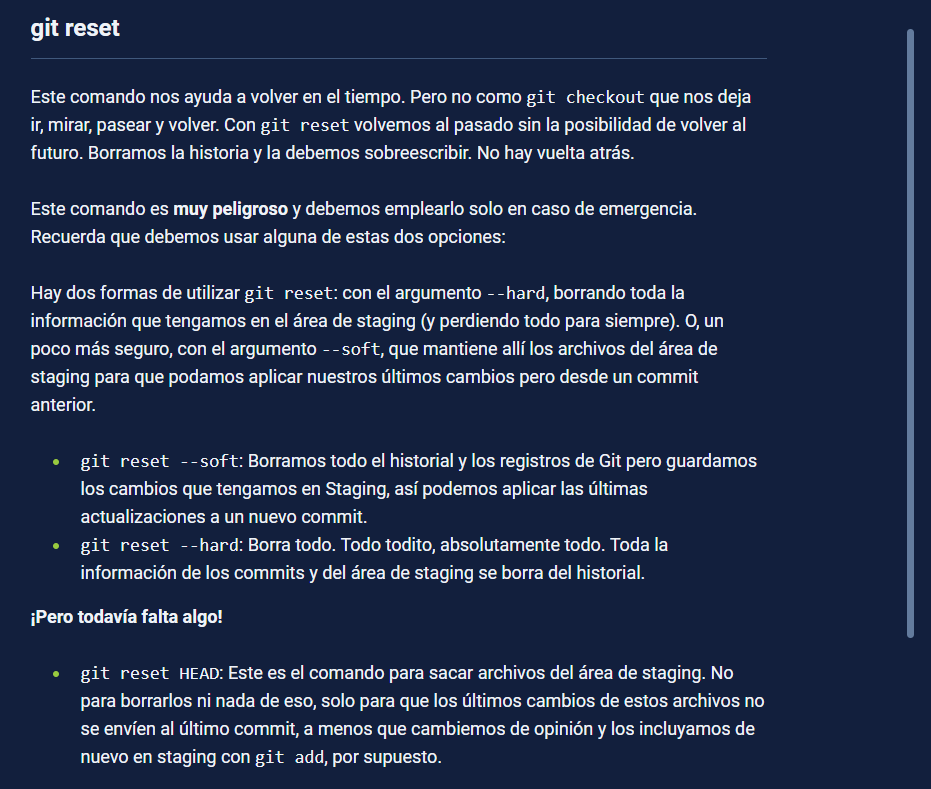 git reset
Este comando nos ayuda a volver en el tiempo. Pero no como git checkout que nos deja
ir, mirar, pasear y volver. Con git reset volvemos al pasado sin la posibilidad de volver al
futuro. Borramos la historia y la debemos sobreescribir. No hay vuelta atrás.
Este comando es muy peligroso y debemos emplearlo solo en caso de emergencia.
Recuerda que debemos usar alguna de estas dos opciones:
Hay dos formas de utilizar git reset: con el argumento --hard, borrando toda la
información que tengamos en el área de staging (y perdiendo todo para siempre). O, un
poco más seguro, con el argumento --soft, que mantiene allí los archivos del área de
staging para que podamos aplicar nuestros últimos cambios pero desde un commit
anterior.
• git reset --soft: Borramos todo el historial y los registros de Git pero guardamos
los cambios que tengamos en Staging, así podemos aplicar las últimas
actualizaciones a un nuevo commit.
• git reset --hard: Borra todo. Todo todito, absolutamente todo. Toda la
información de los commits y del área de staging se borra del historial.
¡Pero todavía falta algo!
• git reset HEAD: Este es el comando para sacar archivos del área de staging. No
para borrarlos ni nada de eso, solo para que los últimos cambios de estos archivos no
se envíen al último commit, a menos que cambiemos de opinión y los incluyamos de
nuevo en staging con git add, por supuesto.